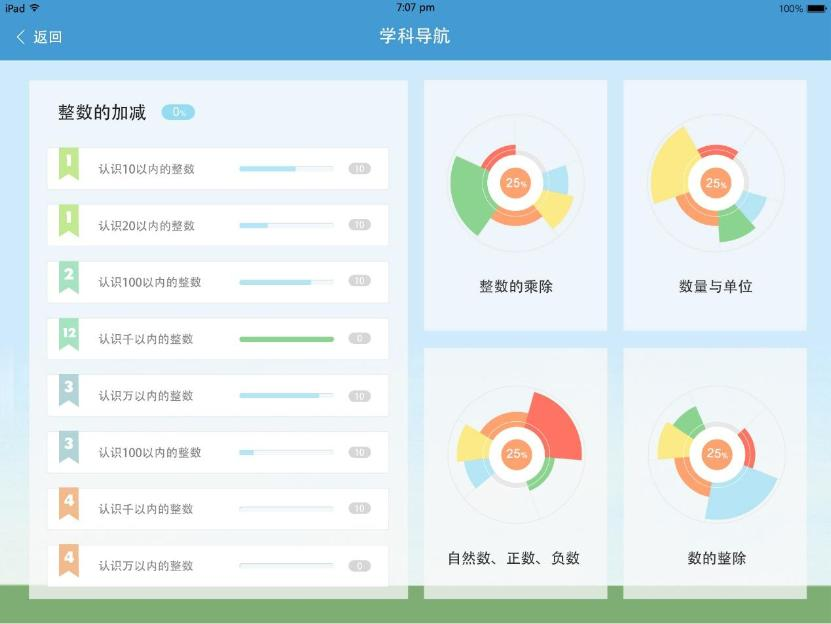 iPad 7:07 pm 100%
返回 学科导航
整数的加减 0%
1 认识10以内的整数 10
1 认识20以内的整数 10
2 认识100以内的整数 10
12 认识千以内的整数 0
3 认识万以内的整数 10
3 认识100以内的整数 10
4 认识千以内的整数 10
4 认识万以内的整数 0
25%
整数的乘除
25%
数量与单位
25%
自然数、正数、负数
25%
数的整除